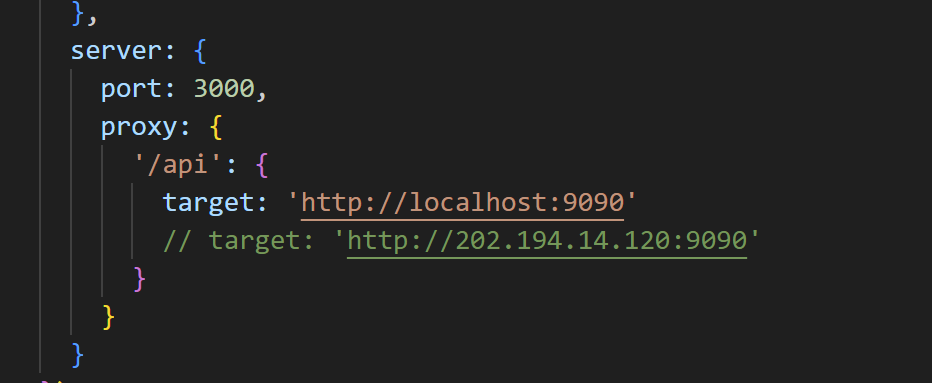 },
server: {
port: 3000,
proxy: {
'/api': {
target: 'http://localhost:9090'
// target: 'http://202.194.14.120:9090'
}
}
}